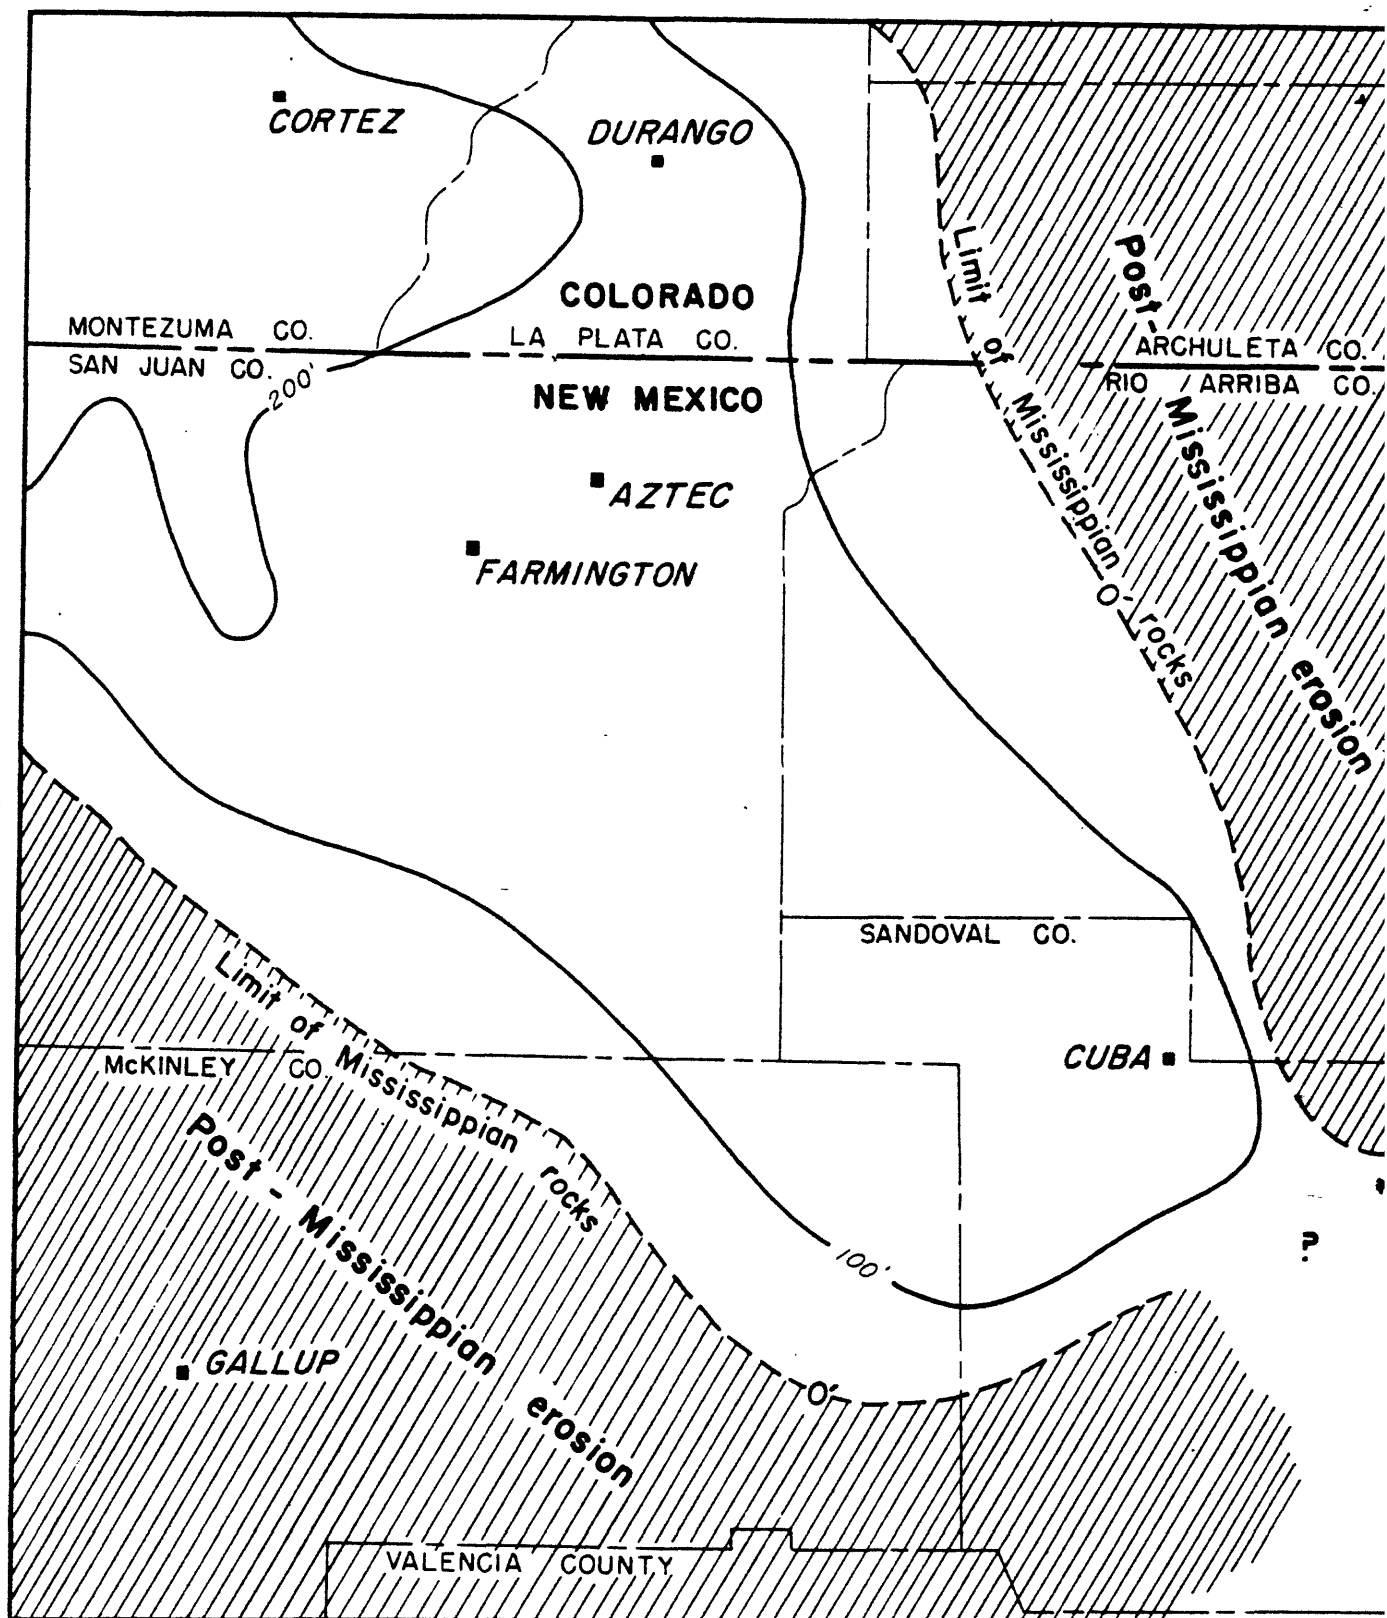 CORTEZ
DURANGO
COLORADO
MONTEZUMA CO.
LA PLATA CO.
SAN JUAN CO.
200'
NEW MEXICO
ARCHULETA CO.
RIO ARRIBA CO.
Limit of Mississippian rocks
O'
Post-Mississippian erosion
AZTEC
FARMINGTON
SANDOVAL CO.
CUBA
McKINLEY CO.
Limit of Mississippian rocks
Post-Mississippian erosion
100'
?
GALLUP
O'
VALENCIA COUNTY